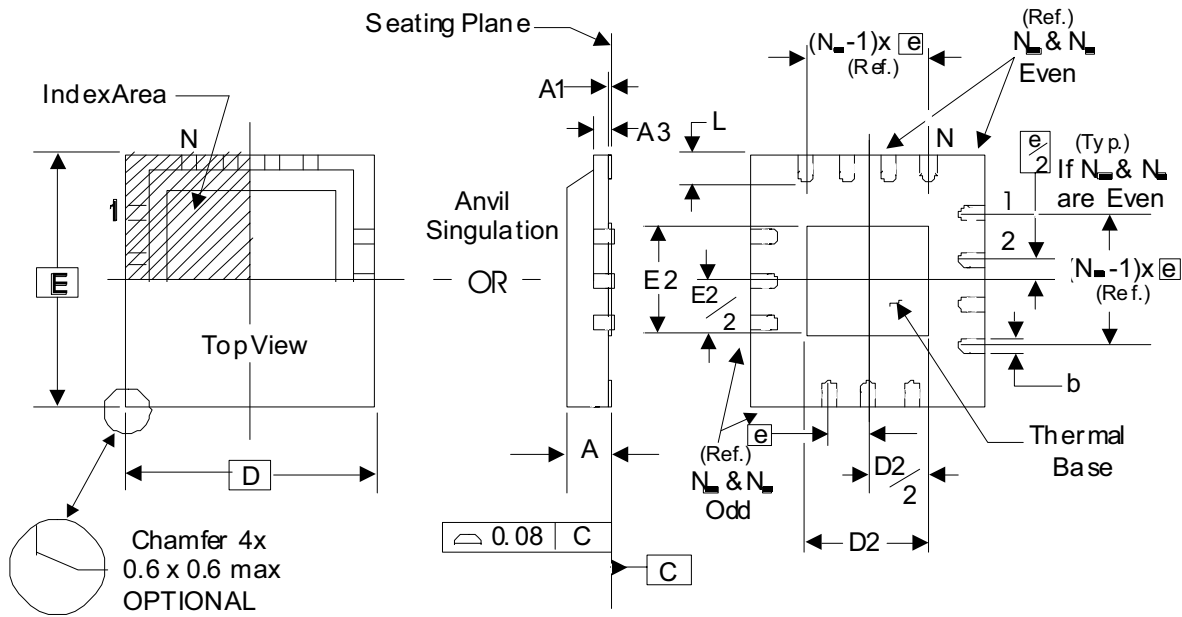 Seating Plane
(Ref.)
N & N
Even
(N -1)x e
(Ref.)
A1
Index Area
A3
L
N
N
e/2
(Typ.)
If N & N
are Even
1
1
2
Anvil
Singulation
OR
E2
E2/2
(N -1)x e
(Ref.)
E
Top View
b
A
e
(Ref.)
N & N
Odd
D2/2
Thermal
Base
D
0.08 C
D2
C
Chamfer 4x
0.6 x 0.6 max
OPTIONAL